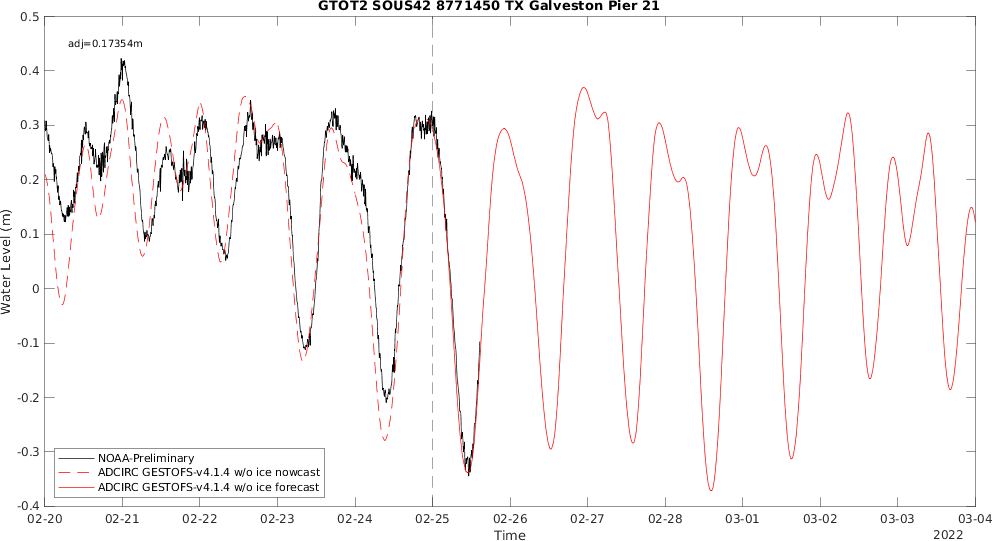 GTOT2 SOUS42 8771450 TX Galveston Pier 21
adj=0.17354m
0.5
0.4
0.3
0.2
0.1
0
-0.1
-0.2
-0.3
-0.4
Water Level (m)
NOAA-Preliminary
ADCIRC GESTOFS-v4.1.4 w/o ice nowcast
ADCIRC GESTOFS-v4.1.4 w/o ice forecast
02-20 02-21 02-22 02-23 02-24 02-25 02-26 02-27 02-28 03-01 03-02 03-03 03-04
Time
2022